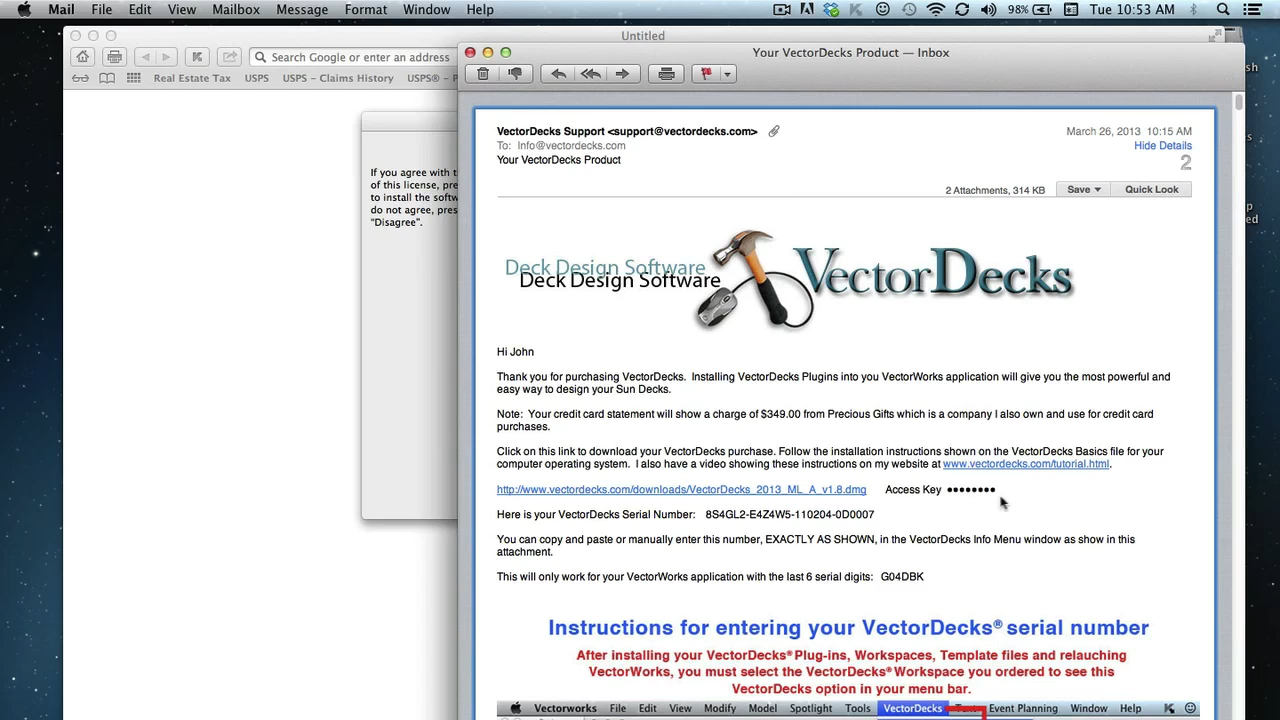 Mail File Edit View Mailbox Message Format Window Help 98% Tue 10:53 AM
Untitled
Search Google or enter an address
Real Estate Tax USPS USPS - Claims History USPS® - P
Your VectorDecks Product — Inbox
If you agree with t
of this license, pre
to install the softw
do not agree, pres
"Disagree".
VectorDecks Support <support@vectordecks.com>
March 26, 2013 10:15 AM
To: Info@vectordecks.com
Hide Details
Your VectorDecks Product
2
2 Attachments, 314 KB Save Quick Look
Deck Design Software
Deck Design Software
VectorDecks
Hi John
Thank you for purchasing VectorDecks. Installing VectorDecks Plugins into you VectorWorks application will give you the most powerful and
easy way to design your Sun Decks.
Note: Your credit card statement will show a charge of $349.00 from Precious Gifts which is a company I also own and use for credit card
purchases.
Click on this link to download your VectorDecks purchase. Follow the installation instructions shown on the VectorDecks Basics file for your
computer operating system. I also have a video showing these instructions on my website at www.vectordecks.com/tutorial.html.
http://www.vectordecks.com/downloads/VectorDecks_2013_ML_A_v1.8.dmg Access Key ••••••••
Here is your VectorDecks Serial Number: 8S4GL2-E4Z4W5-110204-0D0007
You can copy and paste or manually enter this number, EXACTLY AS SHOWN, in the VectorDecks Info Menu window as show in this
attachment.
This will only work for your VectorWorks application with the last 6 serial digits: G04DBK
Instructions for entering your VectorDecks® serial number
After installing your VectorDecks® Plug-ins, Workspaces, Template files and relauching
VectorWorks, you must select the VectorDecks® Workspace you ordered to see this
VectorDecks option in your menu bar.
Vectorworks File Edit View Modify Model Spotlight Tools VectorDecks Event Planning Window Help